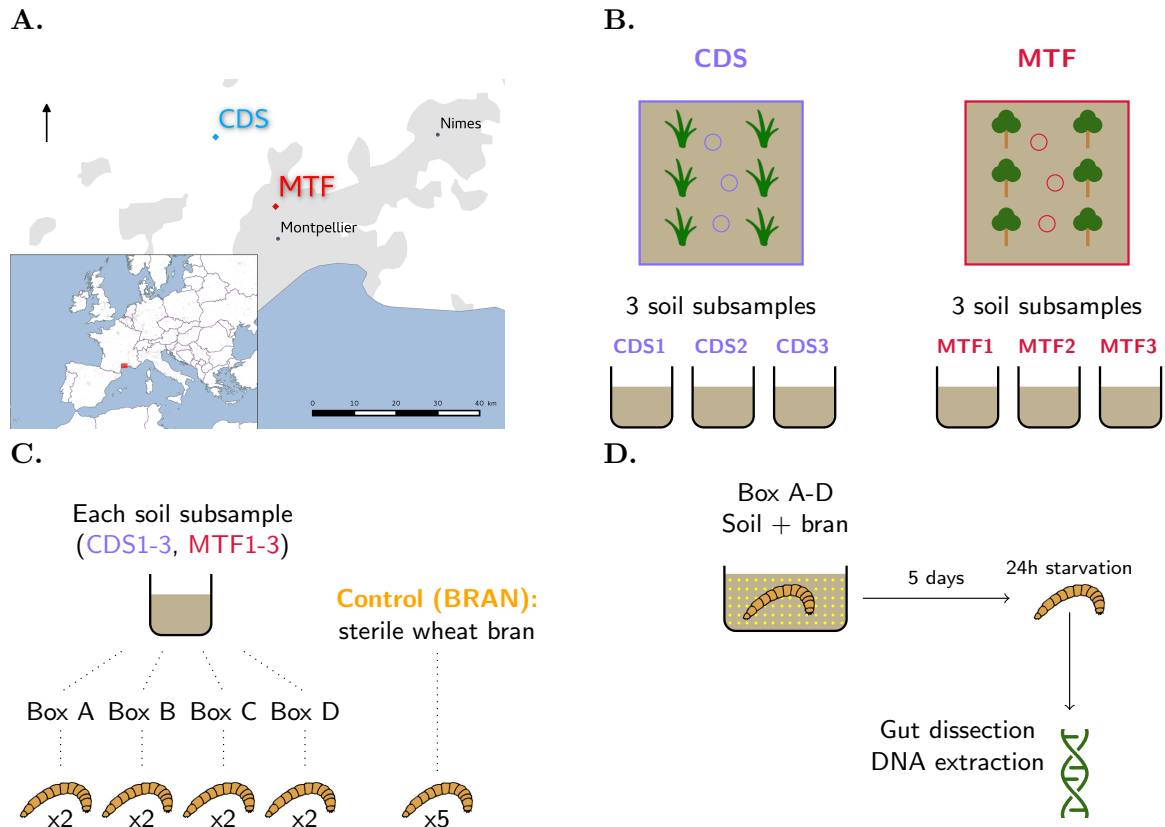 A.
CDS
Nimes
MTF
Montpellier
0 10 20 30 40 km
B.
CDS MTF
3 soil subsamples 3 soil subsamples
CDS1 CDS2 CDS3 MTF1 MTF2 MTF3
C.
Each soil subsample
(CDS1-3, MTF1-3)
Control (BRAN):
sterile wheat bran
Box A Box B Box C Box D
x2 x2 x2 x2 x5
D.
Box A-D
Soil + bran
5 days
24h starvation
Gut dissection
DNA extraction